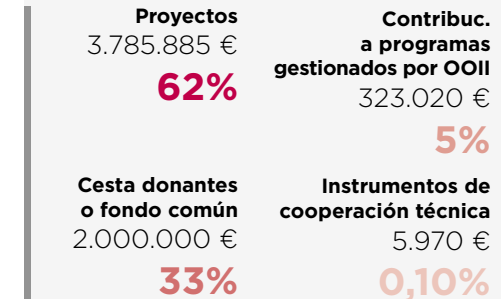 Proyectos
3.785.885 €
62%
Contribuc.
a programas
gestionados por OOII
323.020 €
5%
Cesta donantes
o fondo común
2.000.000 €
33%
Instrumentos de
cooperación técnica
5.970 €
0,10%